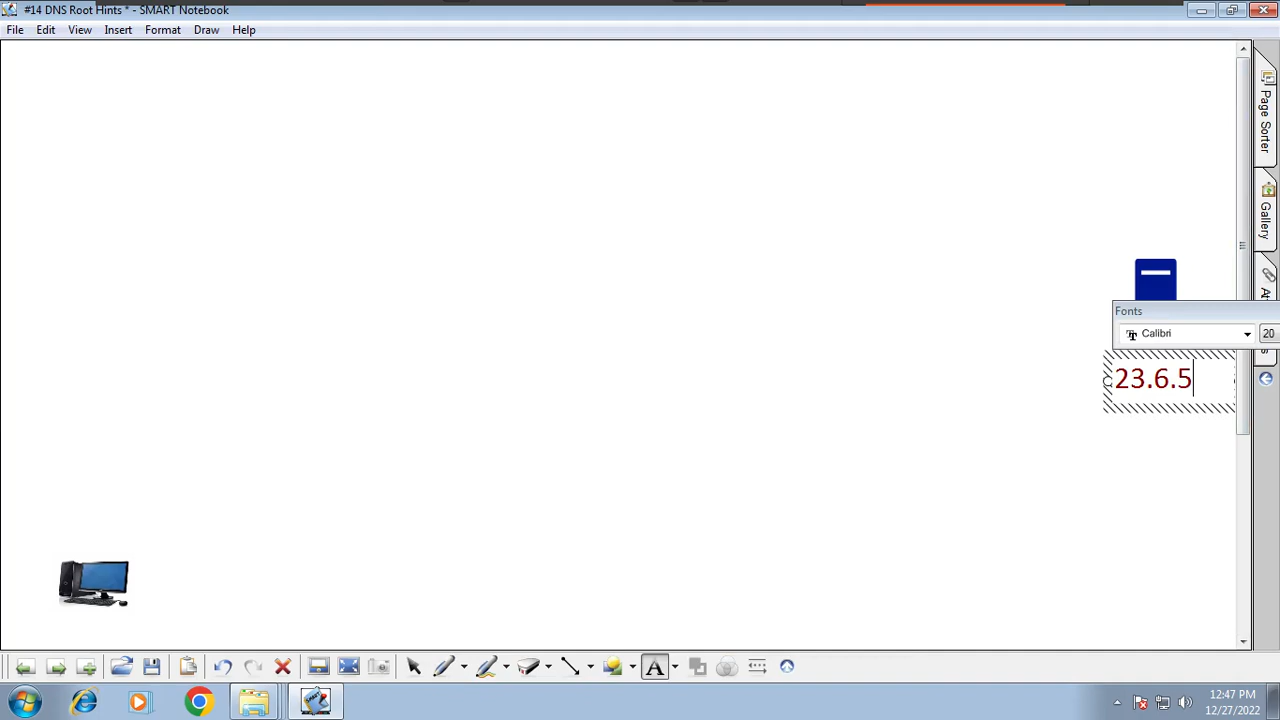 #14 DNS Root Hints * - SMART Notebook
File Edit View Insert Format Draw Help
Page Sorter
Gallery
Fonts
Calibri 20
23.6.5
A
12:47 PM
12/27/2022